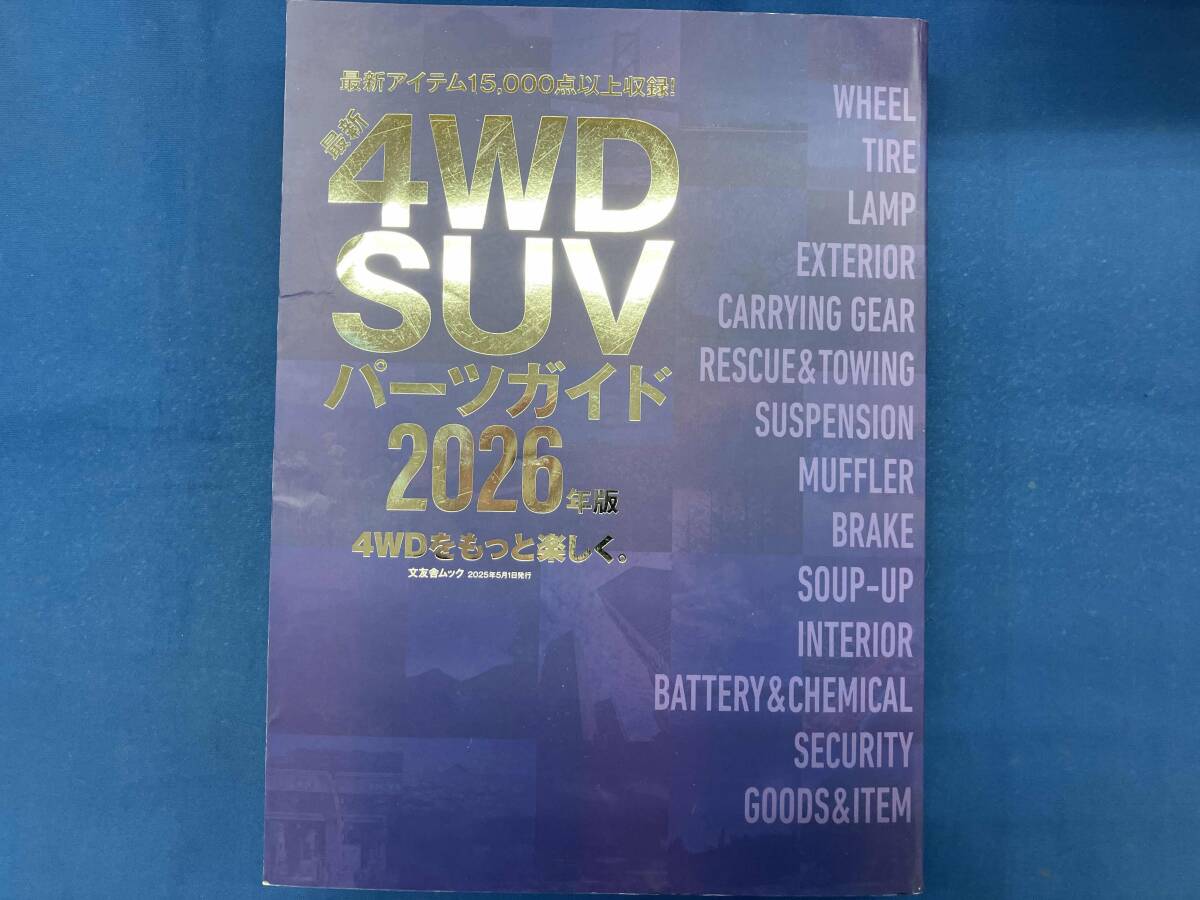 最新アイテム15,000点以上収録!
最新
4WD
SUV
パーツガイド
2026年版
4WDをもっと楽しく。
文友舎ムック 2025年5月1日発行
WHEEL
TIRE
LAMP
EXTERIOR
CARRYING GEAR
RESCUE&TOWING
SUSPENSION
MUFFLER
BRAKE
SOUP-UP
INTERIOR
BATTERY&CHEMICAL
SECURITY
GOODS&ITEM